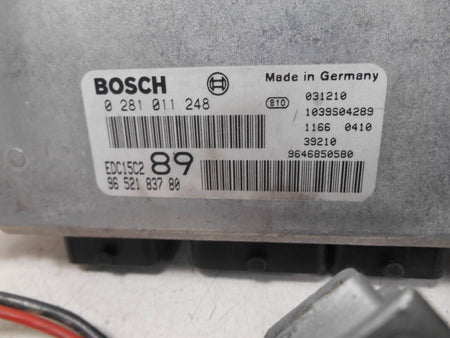 BOSCH
Made in Germany
0 281 011 248
810
031210
1039S04289
1166 0410
39210
9646850580
EDC15C2 89
96 521 837 80